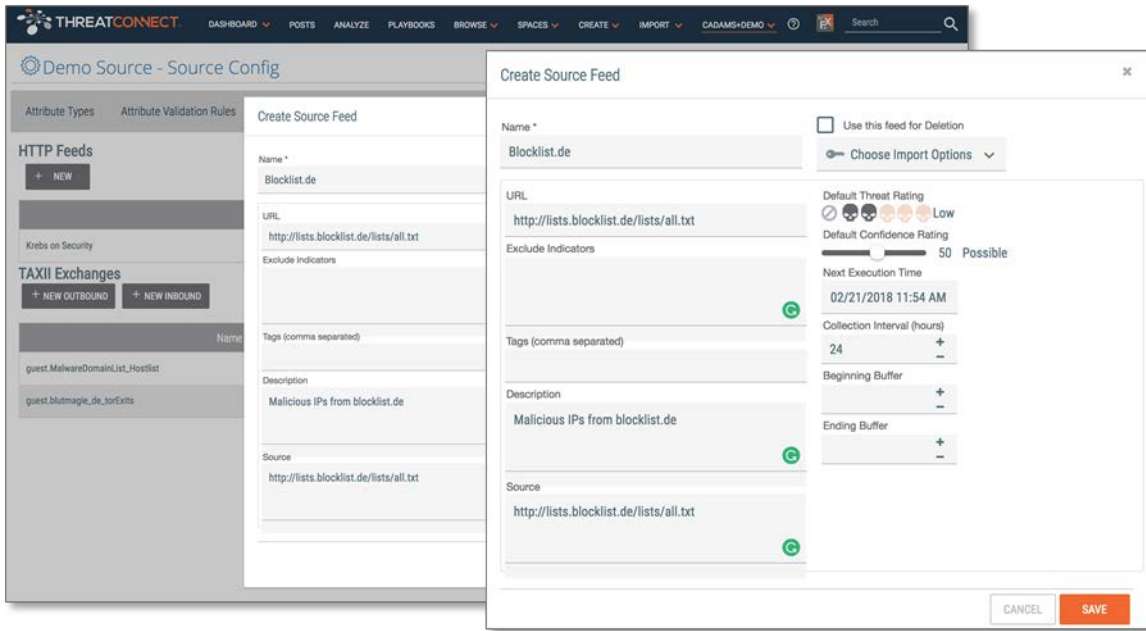 THREATCONNECT
DASHBOARD POSTS ANALYZE PLAYBOOKS BROWSE SPACES CREATE IMPORT CADAMS+DEMO Search
Demo Source - Source Config
Attribute Types Attribute Validation Rules
HTTP Feeds
+ NEW
Krebs on Security
TAXII Exchanges
+ NEW OUTBOUND + NEW INBOUND
Name
guest.MalwareDomainList_Hostlist
guest.blutmagie_de_torExits
Create Source Feed
Name *
Blocklist.de
URL
http://lists.blocklist.de/lists/all.txt
Exclude Indicators
Tags (comma separated)
Description
Malicious IPs from blocklist.de
Source
http://lists.blocklist.de/lists/all.txt
Create Source Feed
Name *
Blocklist.de
Use this feed for Deletion
Choose Import Options
URL
http://lists.blocklist.de/lists/all.txt
Exclude Indicators
Tags (comma separated)
Description
Malicious IPs from blocklist.de
Source
http://lists.blocklist.de/lists/all.txt
Default Threat Rating
Low
Default Confidence Rating
50 Possible
Next Execution Time
02/21/2018 11:54 AM
Collection Interval (hours)
24
Beginning Buffer
Ending Buffer
CANCEL SAVE